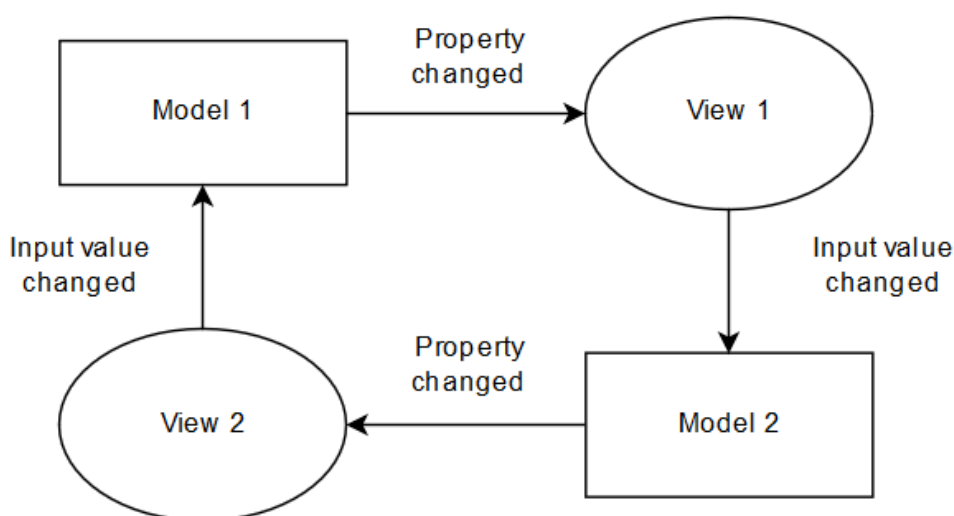 Property
changed
Model 1
View 1
Input value
changed
Input value
changed
Property
changed
View 2
Model 2